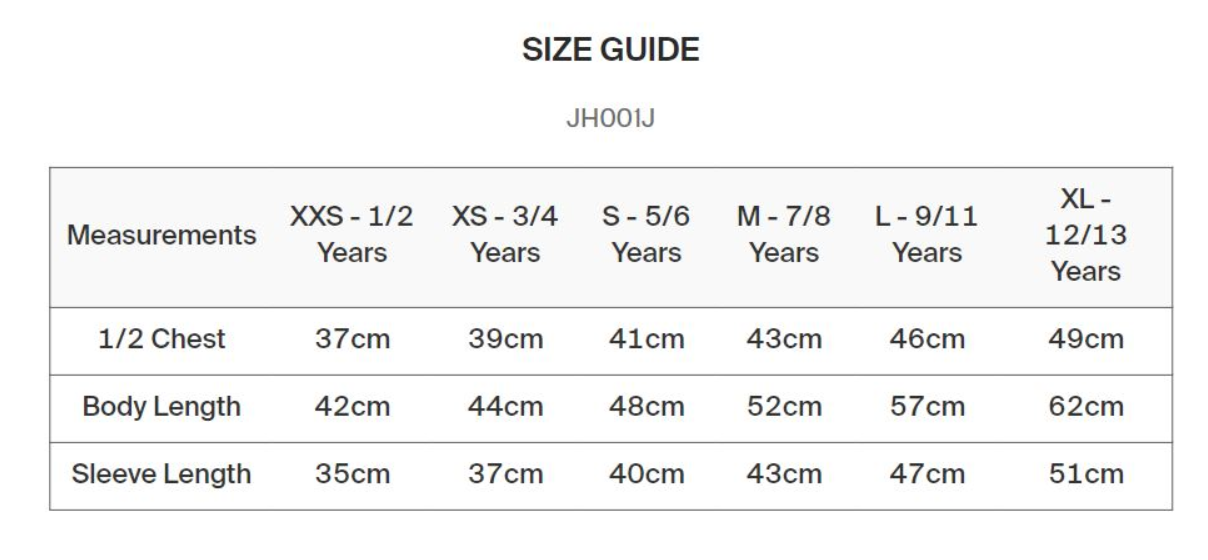 SIZE GUIDE
JH001J
Measurements XXS - 1/2 Years XS - 3/4 Years S - 5/6 Years M - 7/8 Years L - 9/11 Years XL - 12/13 Years
1/2 Chest 37cm 39cm 41cm 43cm 46cm 49cm
Body Length 42cm 44cm 48cm 52cm 57cm 62cm
Sleeve Length 35cm 37cm 40cm 43cm 47cm 51cm